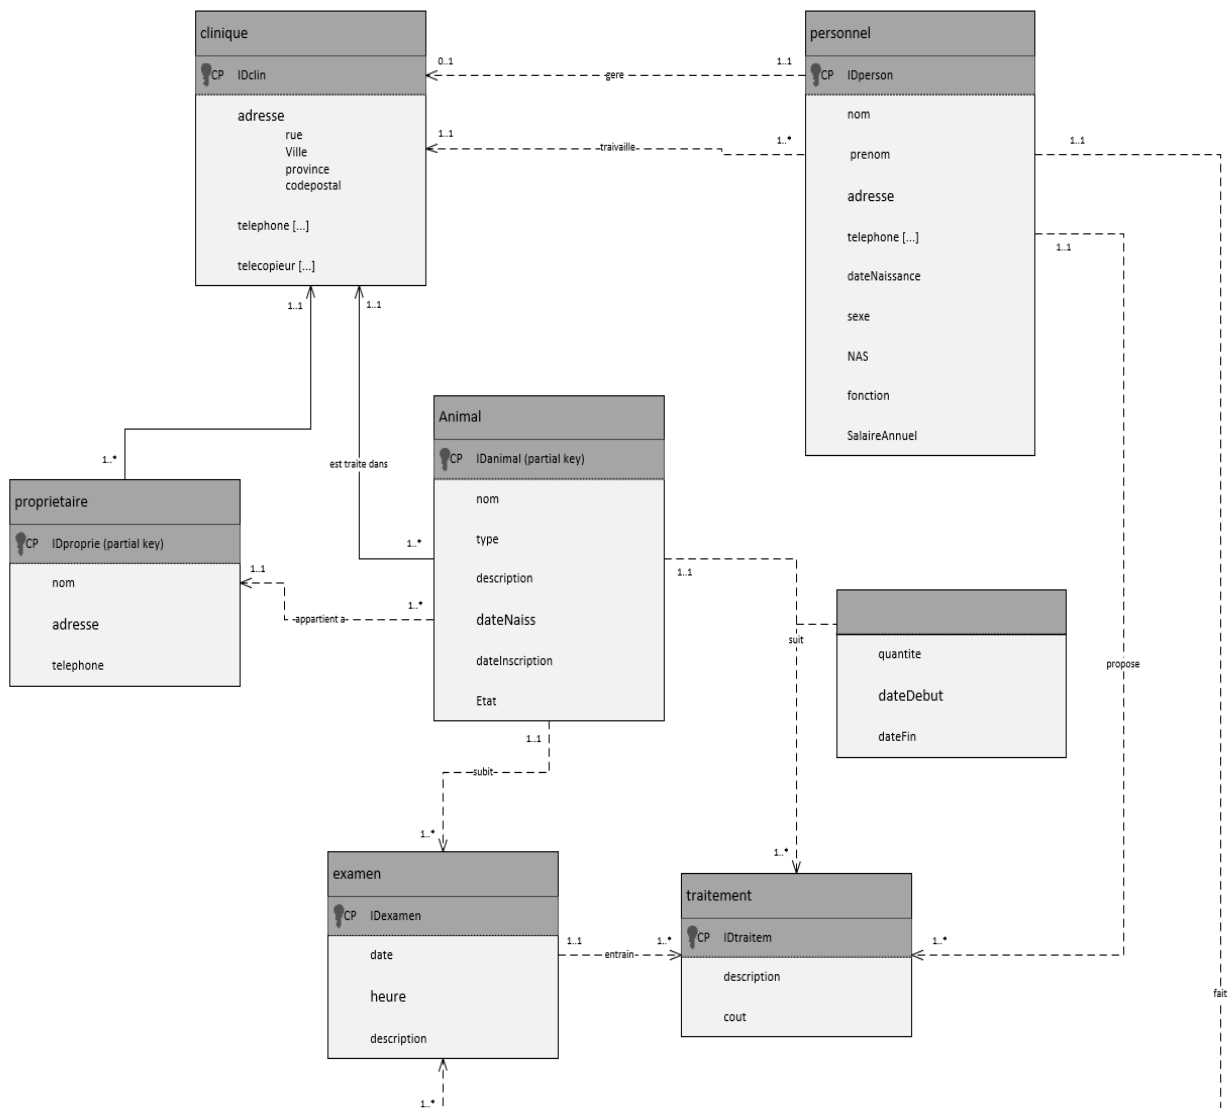 clinique
CP IDclin
adresse
rue
Ville
province
codepostal
telephone [...]
telecopieur [...]
personnel
CP IDperson
nom
prenom
adresse
telephone [...]
dateNaissance
sexe
NAS
fonction
SalaireAnnuel
0..1
gere
1..1
1..1
traivaille
1..*
1..1
1..1
1..1
1..1
Animal
CP IDanimal (partial key)
nom
type
description
dateNaiss
dateInscription
Etat
1..*
est traite dans
1..*
proprietaire
CP IDproprie (partial key)
nom
adresse
telephone
1..1
appartient a
1..*
1..1
suit
quantite
dateDebut
dateFin
propose
1..1
subit
1..*
1..*
examen
CP IDexamen
date
heure
description
1..1
entrain
1..*
traitement
CP IDtraitem
description
cout
1..*
fait
1..*